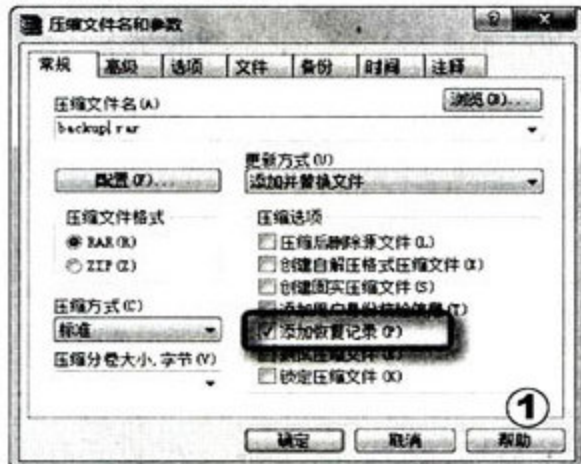 压缩文件名和参数
常规 高级 选项 文件 备份 时间 注释
压缩文件名(A)
浏览(B)...
backup1 rar
更新方式(U)
配置(F)...
添加并替换文件
压缩文件格式
RAR(R)
ZIP(Z)
压缩选项
压缩后删除源文件(L)
创建自解压格式压缩文件(X)
创建固实压缩文件(S)
压缩方式(C)
标准
添加恢复记录(P)
压缩分卷大小,字节(V)
锁定压缩文件(K)
①
确定 取消 帮助